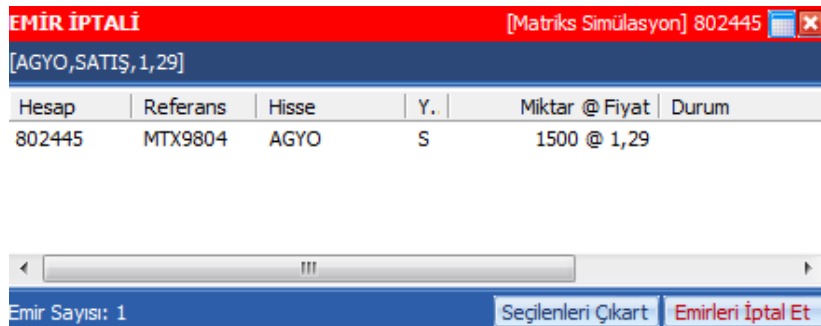 EMİR İPTALİ [Matriks Simülasyon] 802445
[AGYO,SATIŞ,1,29]
Hesap Referans Hisse Y.. Miktar @ Fiyat Durum
802445 MTX9804 AGYO S 1500 @ 1,29
Emir Sayısı: 1 Seçilenleri Çıkart Emirleri İptal Et